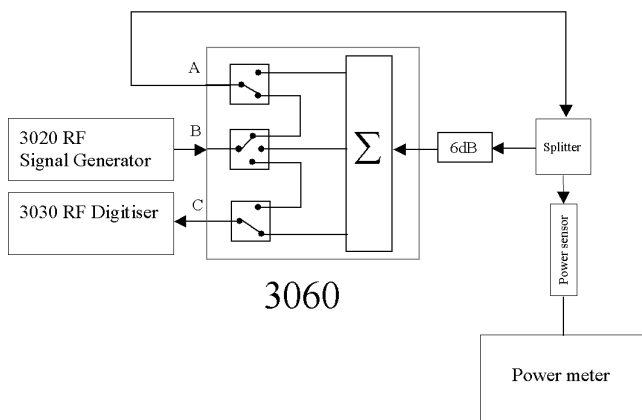 A
B
C
3020 RF
Signal Generator
3030 RF Digitiser
Σ
6dB
Splitter
Power sensor
3060
Power meter